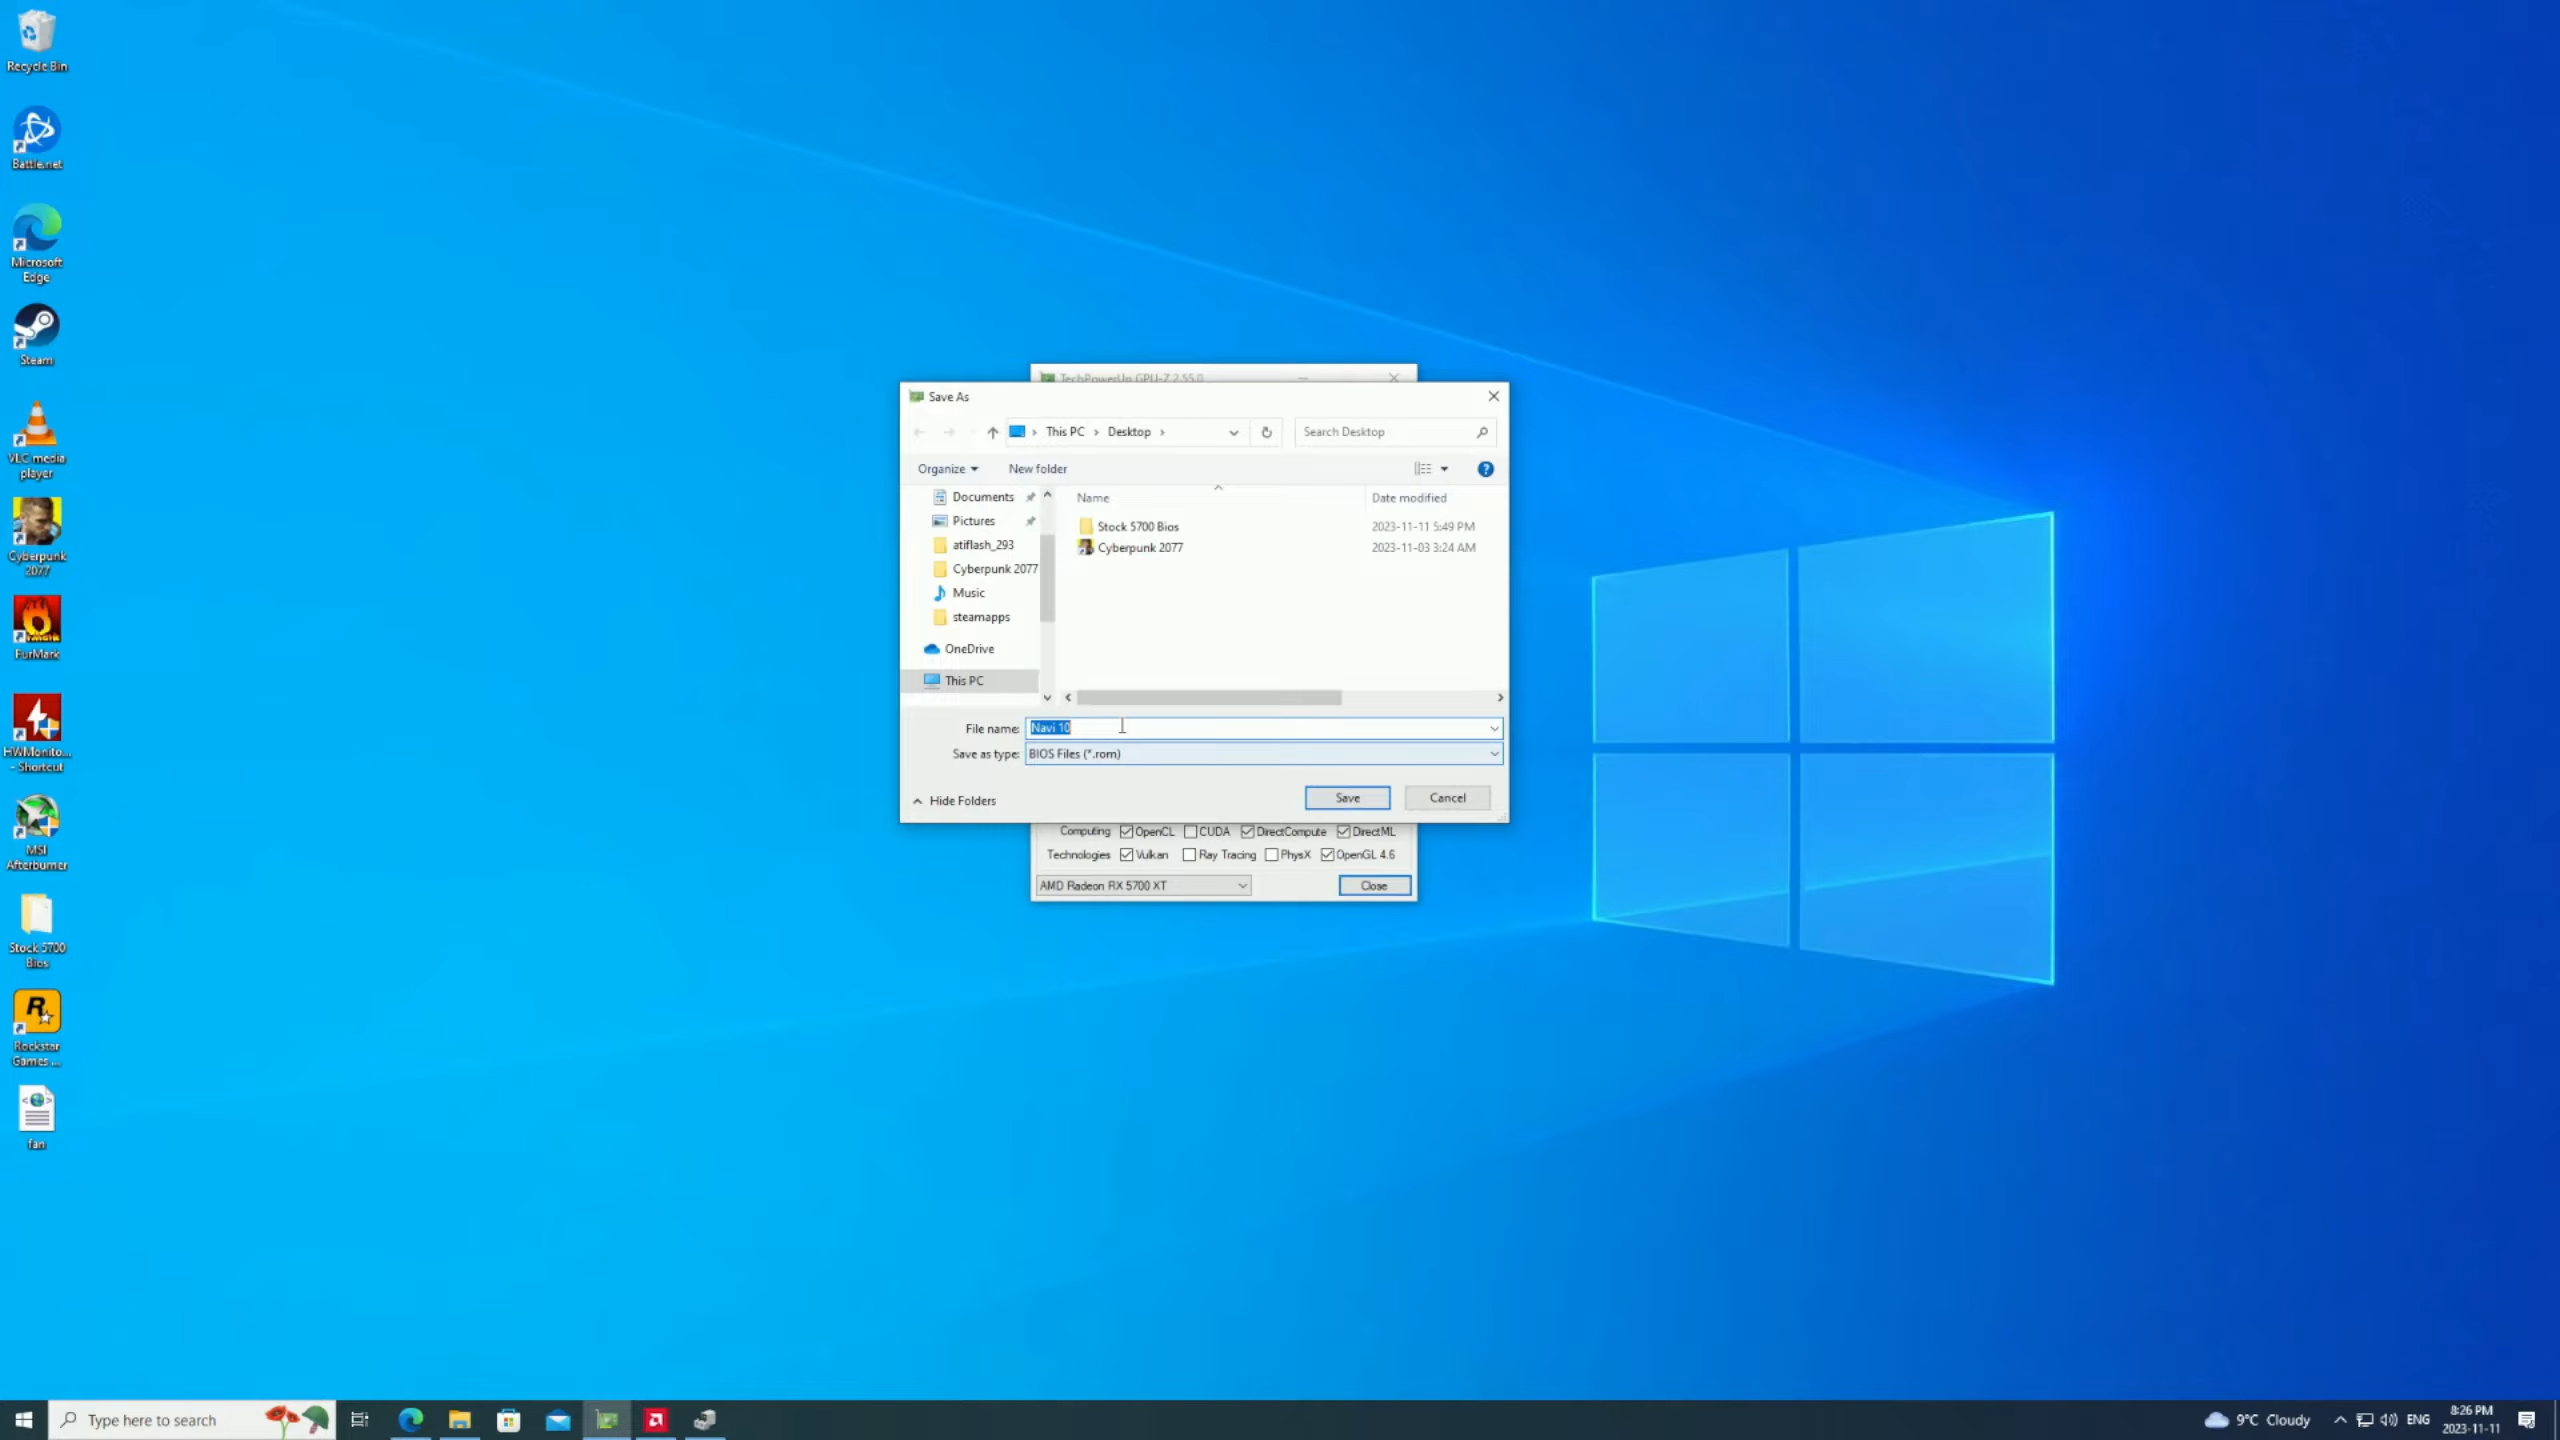 Recycle Bin
Battle.net
Microsoft
Edge
Steam
VLC media
player
Cyberpunk
2077
FurMark
HWMonito...
- Shortcut
MSI
Afterburner
Stock 5700
Bios
Rockstar
Games ...
fan
TechPowerUp GPU-Z 2.55.0
Save As
This PC > Desktop >
Search Desktop
Organize
New folder
Documents
Pictures
atiflash_293
Cyberpunk 2077
Music
steamapps
OneDrive
This PC
Name
Date modified
Stock 5700 Bios
2023-11-11 5:49 PM
Cyberpunk 2077
2023-11-03 3:24 AM
File name: Navi 10
Save as type: BIOS Files (*.rom)
Hide Folders
Save
Cancel
Computing OpenCL CUDA DirectCompute DirectML
Technologies Vulkan Ray Tracing PhysX OpenGL 4.6
AMD Radeon RX 5700 XT
Close
Type here to search
9°C Cloudy
ENG
8:26 PM
2023-11-11